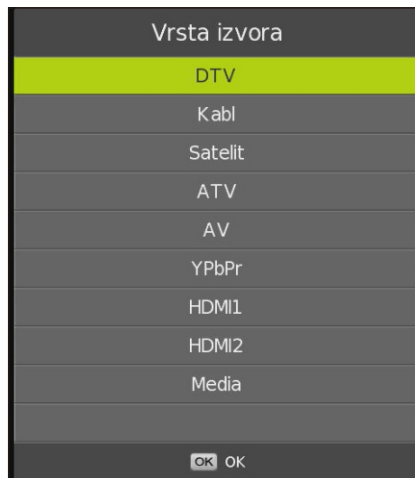 Vrsta izvora
DTV
Kabl
Satelit
ATV
AV
YPbPr
HDMI1
HDMI2
Media
OK OK